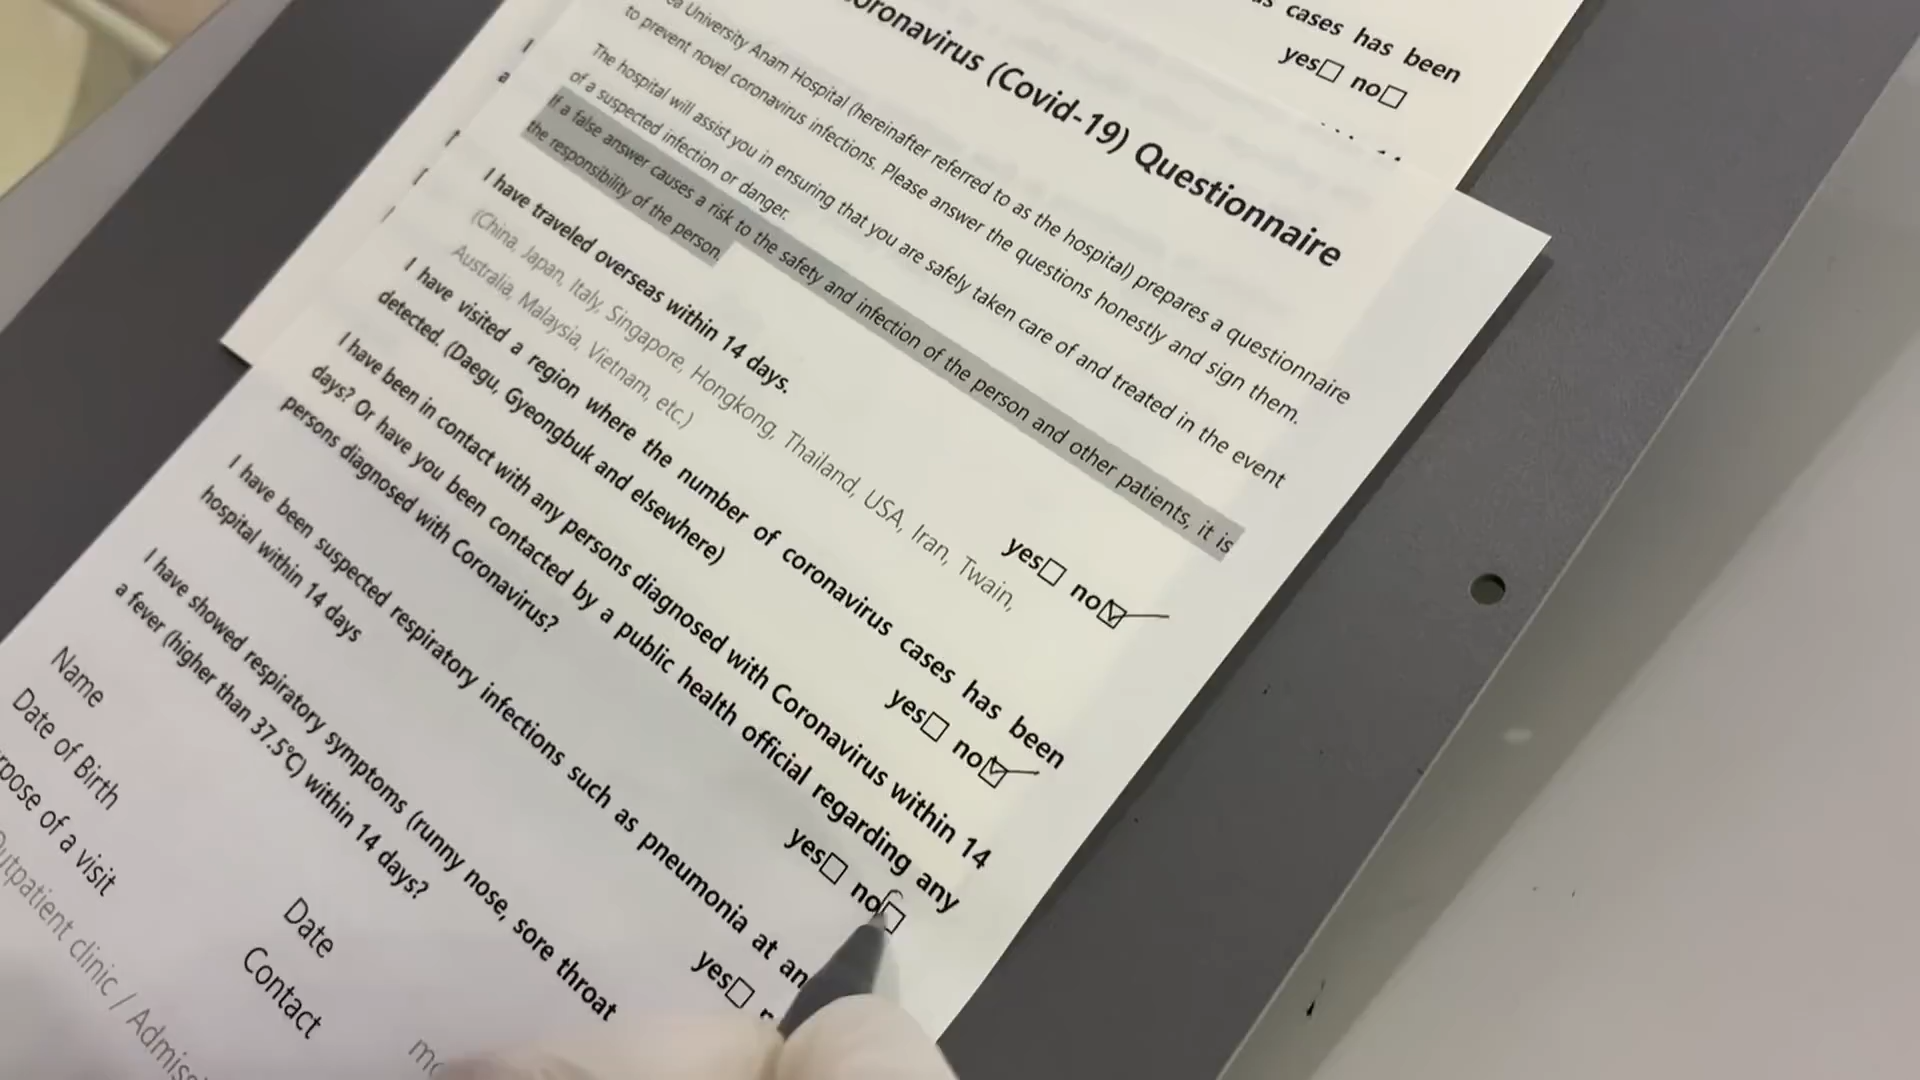 cases has been
yes□ no□
Coronavirus (Covid-19) Questionnaire
University Anam Hospital (hereinafter referred to as the hospital) prepares a questionnaire
to prevent novel coronavirus infections. Please answer the questions honestly and sign them.
The hospital will assist you in ensuring that you are safely taken care of and treated in the event
of a suspected infection or danger.
If a false answer causes a risk to the safety and infection of the person and other patients, it is
the responsibility of the person.
I have traveled overseas within 14 days.
yes□ no☑
(China, Japan, Italy, Singapore, Hongkong, Thailand, USA, Iran, Twain,
Australia, Malaysia, Vietnam, etc.)
I have visited a region where the number of coronavirus cases has been
detected. (Daegu, Gyeongbuk and elsewhere)
yes□ no☑
I have been in contact with any persons diagnosed with Coronavirus within 14
days? Or have you been contacted by a public health official regarding any
persons diagnosed with Coronavirus?
yes□ no□
I have been suspected respiratory infections such as pneumonia at an
hospital within 14 days
yes□
I have showed respiratory symptoms (runny nose, sore throat
a fever (higher than 37.5℃) within 14 days?
Name
Date
Date of Birth
Contact
of a visit
Outpatient clinic /